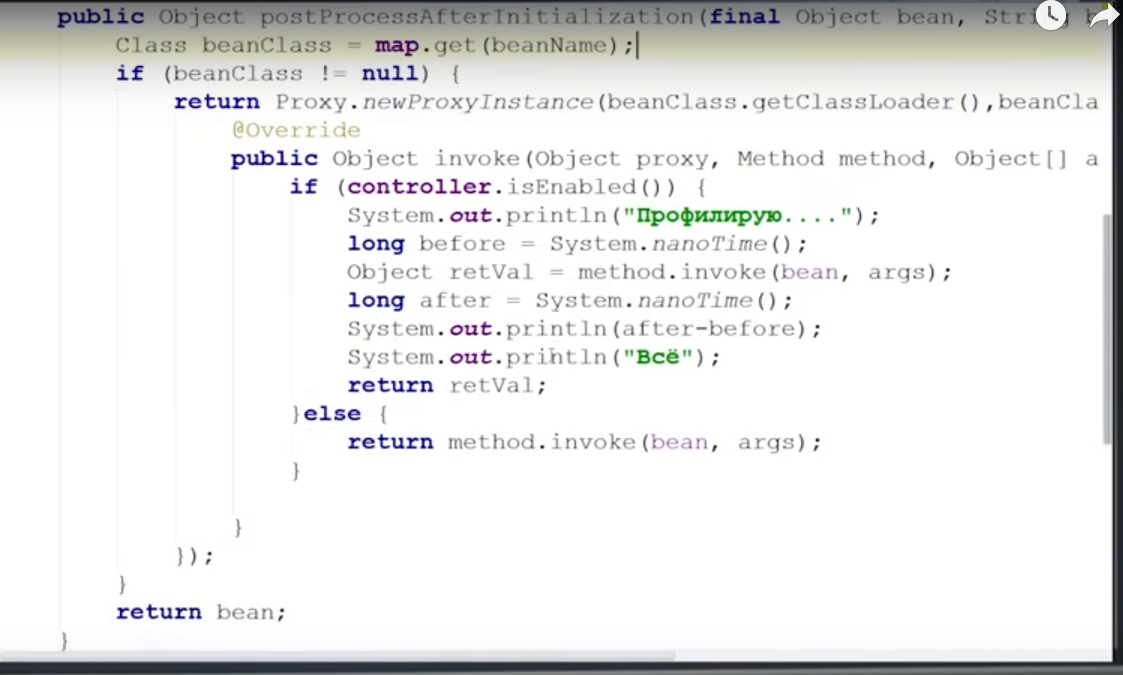 public Object postProcessAfterInitialization(final Object bean,
Class beanClass = map.get(beanName);
if (beanClass != null) {
return Proxy.newProxyInstance(beanClass.getClassLoader(),beanCla
@Override
public Object invoke(Object proxy, Method method, Object[] a
if (controller.isEnabled()) {
System.out.println("Профилирую....");
long before = System.nanoTime();
Object retVal = method.invoke(bean, args);
long after = System.nanoTime();
System.out.println(after-before);
System.out.println("Всё");
return retVal;
}else {
return method.invoke(bean, args);
}
}
});
}
return bean;
}